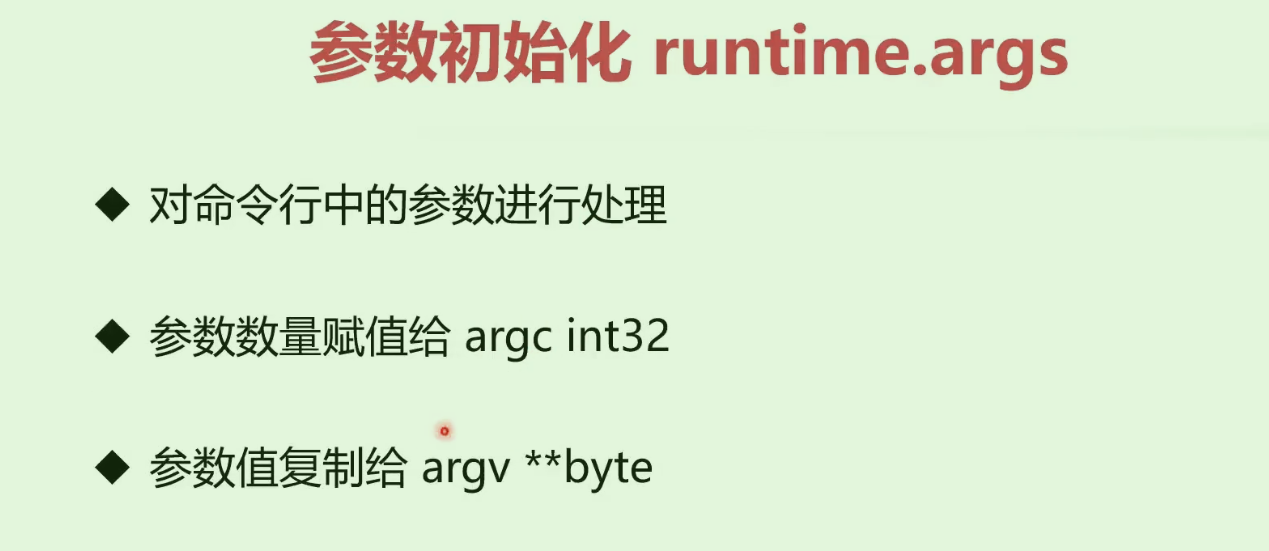 参数初始化 runtime.args
◆ 对命令行中的参数进行处理
◆ 参数数量赋值给 argc int32
◆ 参数值复制给 argv **byte